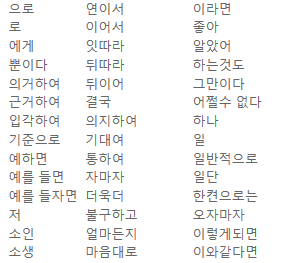 으로 연이서 이라면
로 이어서 좋아
에게 잇따라 알았어
뿐이다 뒤따라 하는것도
의거하여 뒤이어 그만이다
근거하여 결국 어쩔수 없다
입각하여 의지하여 하나
기준으로 기대여 일
예하면 통하여 일반적으로
예를 들면 자마자 일단
예를 들자면 더욱더 한켠으로는
저 불구하고 오자마자
소인 얼마든지 이렇게되면
소생 마음대로 이와같다면